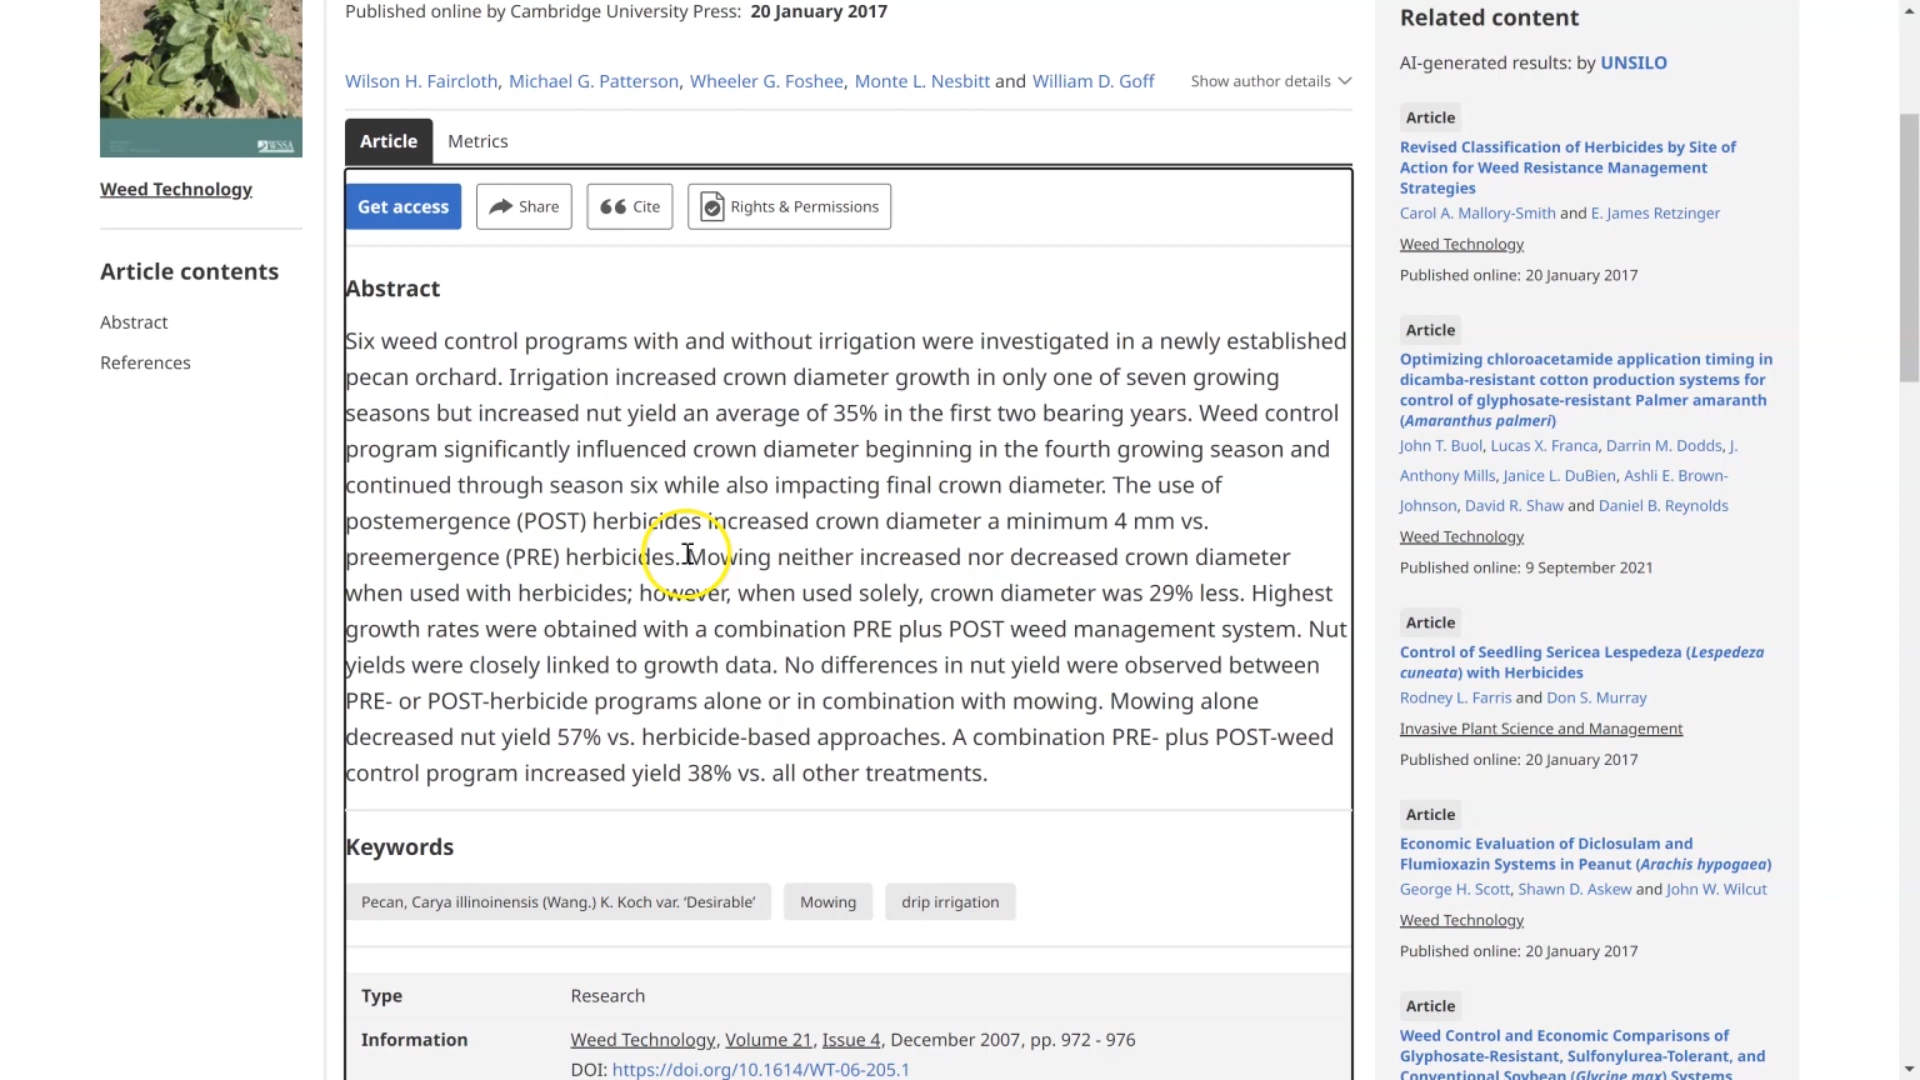 Published online by Cambridge University Press: 20 January 2017
Wilson H. Faircloth, Michael G. Patterson, Wheeler G. Foshee, Monte L. Nesbitt and William D. Goff
Show author details
WSSA
Weed Technology
Article contents
Abstract
References
Article
Metrics
Get access
Share
Cite
Rights & Permissions
Abstract
Six weed control programs with and without irrigation were investigated in a newly established
pecan orchard. Irrigation increased crown diameter growth in only one of seven growing
seasons but increased nut yield an average of 35% in the first two bearing years. Weed control
program significantly influenced crown diameter beginning in the fourth growing season and
continued through season six while also impacting final crown diameter. The use of
postemergence (POST) herbicides increased crown diameter a minimum 4 mm vs.
preemergence (PRE) herbicides. Mowing neither increased nor decreased crown diameter
when used with herbicides; however, when used solely, crown diameter was 29% less. Highest
growth rates were obtained with a combination PRE plus POST weed management system. Nut
yields were closely linked to growth data. No differences in nut yield were observed between
PRE- or POST-herbicide programs alone or in combination with mowing. Mowing alone
decreased nut yield 57% vs. herbicide-based approaches. A combination PRE- plus POST-weed
control program increased yield 38% vs. all other treatments.
Keywords
Pecan, Carya illinoinensis (Wang.) K. Koch var. ‘Desirable’
Mowing
drip irrigation
Type
Research
Information
Weed Technology, Volume 21, Issue 4, December 2007, pp. 972 - 976
DOI: https://doi.org/10.1614/WT-06-205.1
Related content
AI-generated results: by UNSILO
Article
Revised Classification of Herbicides by Site of
Action for Weed Resistance Management
Strategies
Carol A. Mallory-Smith and E. James Retzinger
Weed Technology
Published online: 20 January 2017
Article
Optimizing chloroacetamide application timing in
dicamba-resistant cotton production systems for
control of glyphosate-resistant Palmer amaranth
(Amaranthus palmeri)
John T. Buol, Lucas X. Franca, Darrin M. Dodds, J.
Anthony Mills, Janice L. DuBien, Ashli E. Brown-
Johnson, David R. Shaw and Daniel B. Reynolds
Weed Technology
Published online: 9 September 2021
Article
Control of Seedling Sericea Lespedeza (Lespedeza
cuneata) with Herbicides
Rodney L. Farris and Don S. Murray
Invasive Plant Science and Management
Published online: 20 January 2017
Article
Economic Evaluation of Diclosulam and
Flumioxazin Systems in Peanut (Arachis hypogaea)
George H. Scott, Shawn D. Askew and John W. Wilcut
Weed Technology
Published online: 20 January 2017
Article
Weed Control and Economic Comparisons of
Glyphosate-Resistant, Sulfonylurea-Tolerant, and
Conventional Soybean (Glycine max) Systems